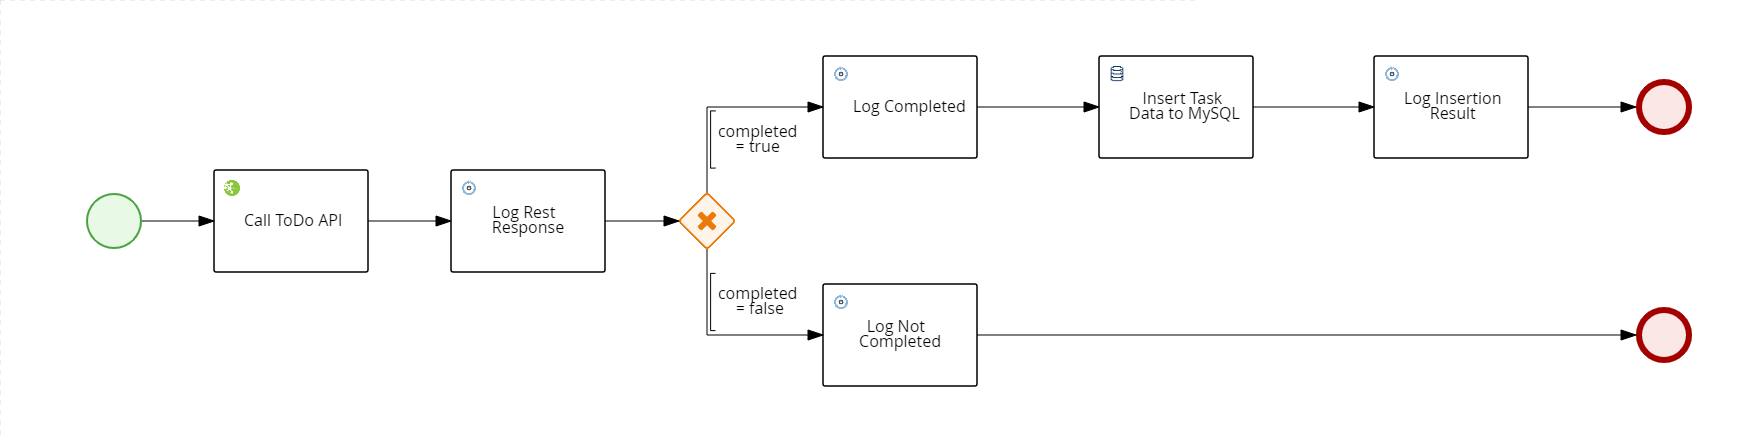 Call ToDo API
Log Rest
Response
completed
= true
Log Completed
Insert Task
Data to MySQL
Log Insertion
Result
completed
= false
Log Not
Completed